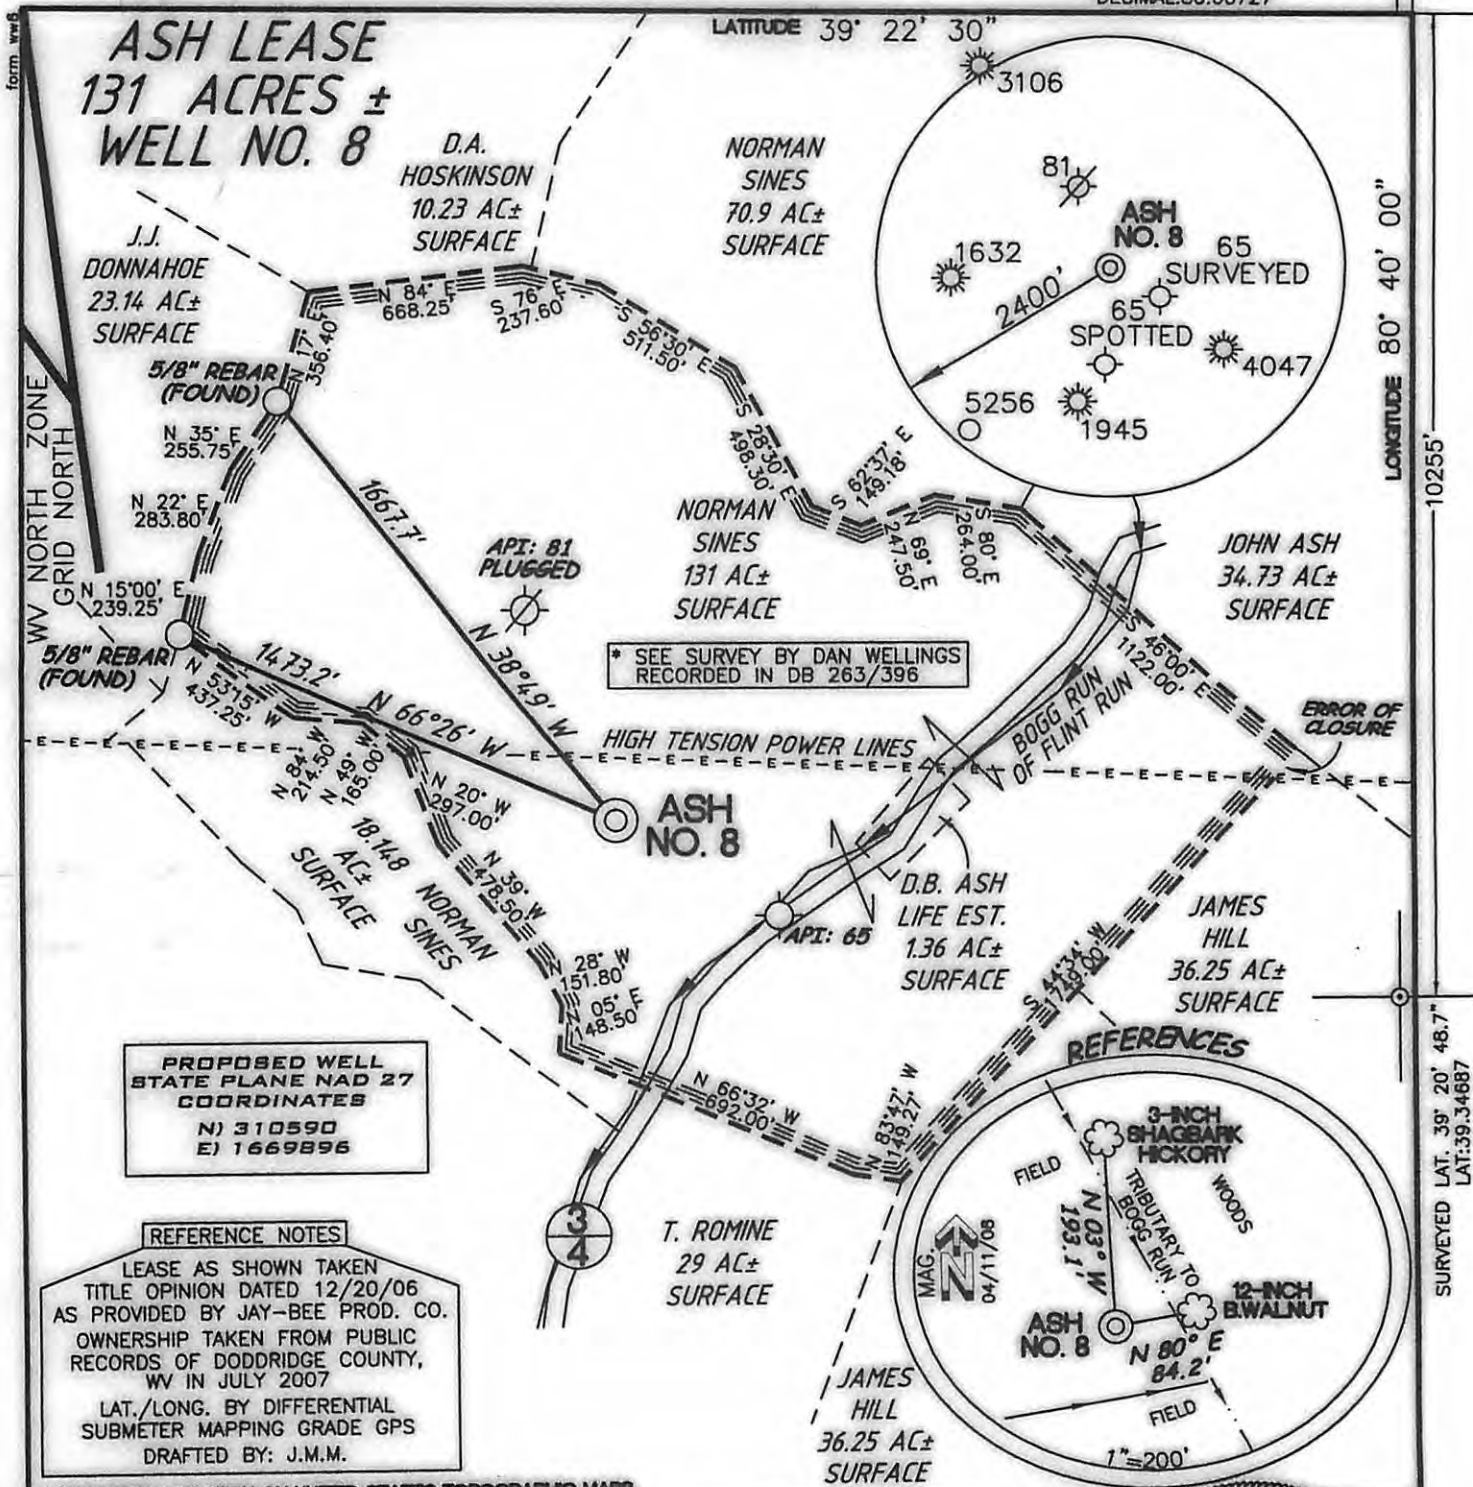 form ww6
LATITUDE 39° 22' 30"
ASH LEASE
131 ACRES ±
WELL NO. 8
D.A.
HOSKINSON
10.23 AC±
SURFACE
NORMAN
SINES
70.9 AC±
SURFACE
J.J.
DONNAHOE
23.14 AC±
SURFACE
3106
81
ASH
NO. 8
1632
65
SURVEYED
2400'
65
SPOTTED
4047
5256
1945
LONGITUDE 80° 40' 00"
10255'
WV NORTH ZONE
GRID NORTH
N 84° E
668.25'
S 76° E
237.60'
S 56°30' E
511.50'
N 17° E
356.40'
5/8" REBAR
(FOUND)
N 35° E
255.75'
N 22° E
283.80'
N 15°00' E
239.25'
5/8" REBAR
(FOUND)
S 28°30' E
498.30'
S 62°37' E
149.18'
N 69° E
247.50'
S 80° E
264.00'
NORMAN
SINES
131 AC±
SURFACE
JOHN ASH
34.73 AC±
SURFACE
API: 81
PLUGGED
1667.7'
N 38°49' W
1473.2'
N 66°26' W
* SEE SURVEY BY DAN WELLINGS
RECORDED IN DB 263/396
S 46°00' E
1122.00'
BOGG RUN
OF FLINT RUN
ERROR OF
CLOSURE
N 53°15' W
437.25'
HIGH TENSION POWER LINES
N 84° W
214.50'
N 49° W
165.00'
N 20° W
297.00'
ASH
NO. 8
18.148
AC±
SURFACE
NORMAN
SINES
N 39° W
478.50'
API: 65
D.B. ASH
LIFE EST.
1.36 AC±
SURFACE
JAMES
HILL
36.25 AC±
SURFACE
S 44°34' W
1749.00'
N 28° W
151.80'
N 05° E
148.50'
N 66°32' W
692.00'
N 83°47' W
149.27'
PROPOSED WELL
STATE PLANE NAD 27
COORDINATES
N) 310590
E) 1669896
SURVEYED LAT. 39° 20' 48.7"
LAT:39.34687
REFERENCES
3-INCH
SHAGBARK
HICKORY
FIELD
WOODS
TRIBUTARY TO
BOGG RUN
N 03° W
193.1'
MAG.
N
04/11/08
12-INCH
B.WALNUT
ASH
NO. 8
N 80° E
84.2'
FIELD
1"=200'
3
4
T. ROMINE
29 AC±
SURFACE
JAMES
HILL
36.25 AC±
SURFACE
REFERENCE NOTES
LEASE AS SHOWN TAKEN
TITLE OPINION DATED 12/20/06
AS PROVIDED BY JAY-BEE PROD. CO.
OWNERSHIP TAKEN FROM PUBLIC
RECORDS OF DODDRIDGE COUNTY,
WV IN JULY 2007
LAT./LONG. BY DIFFERENTIAL
SUBMETER MAPPING GRADE GPS
DRAFTED BY: J.M.M.